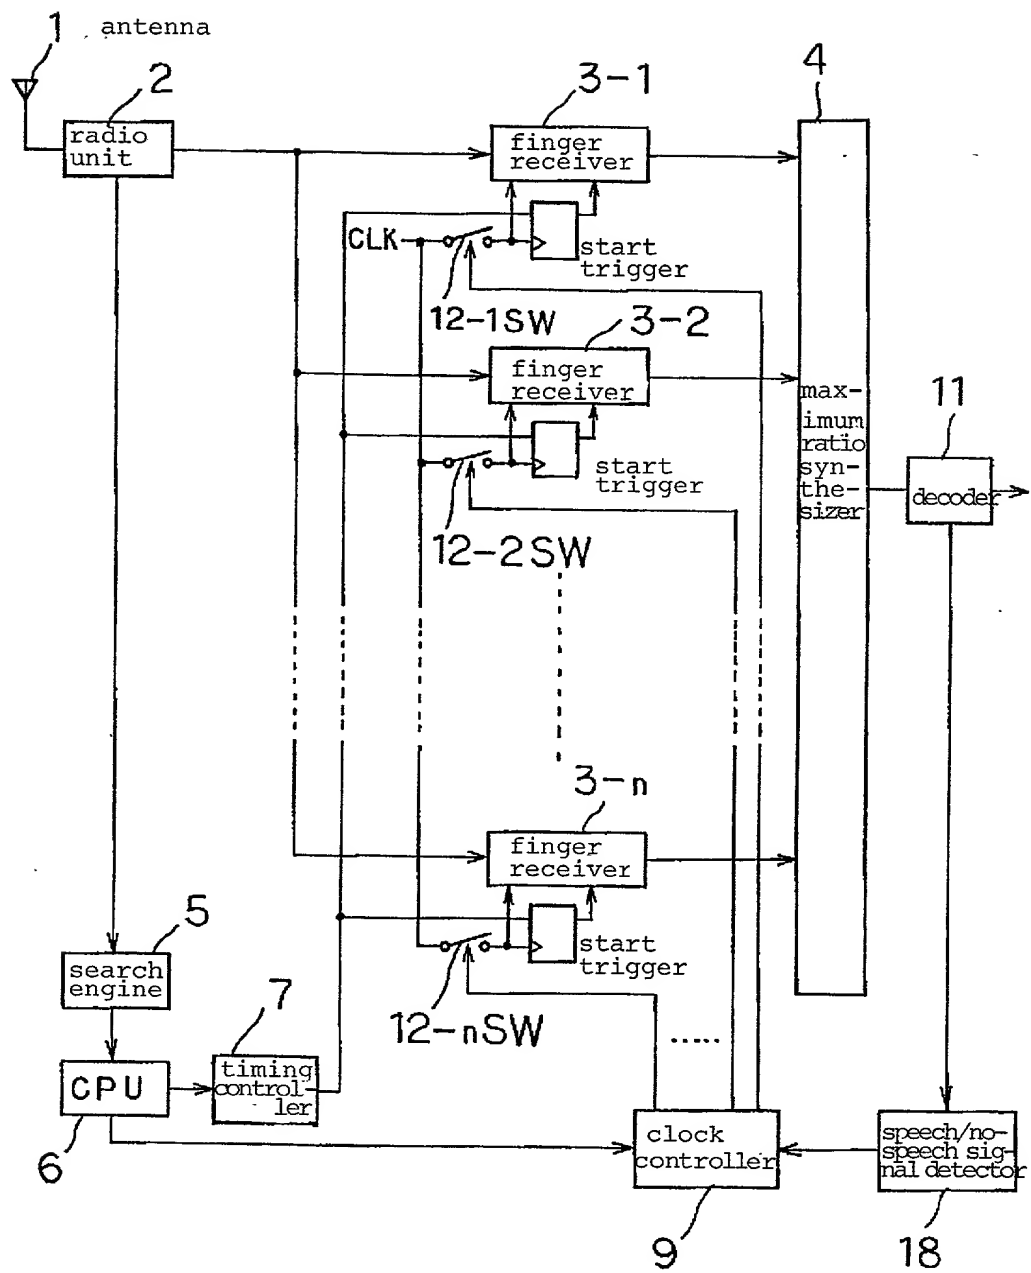 1 antenna
2
radio
unit
3-1
finger
receiver
4
CLK
start
trigger
12-1SW
3-2
finger
receiver
max-
imum
ratio
syn-
the-
sizer
11
decoder
start
trigger
12-2SW
3-n
finger
receiver
start
trigger
12-nSW
5
search
engine
7
timing
control-
ler
CPU
6
clock
controller
9
speech/no-
speech sig-
nal detector
18